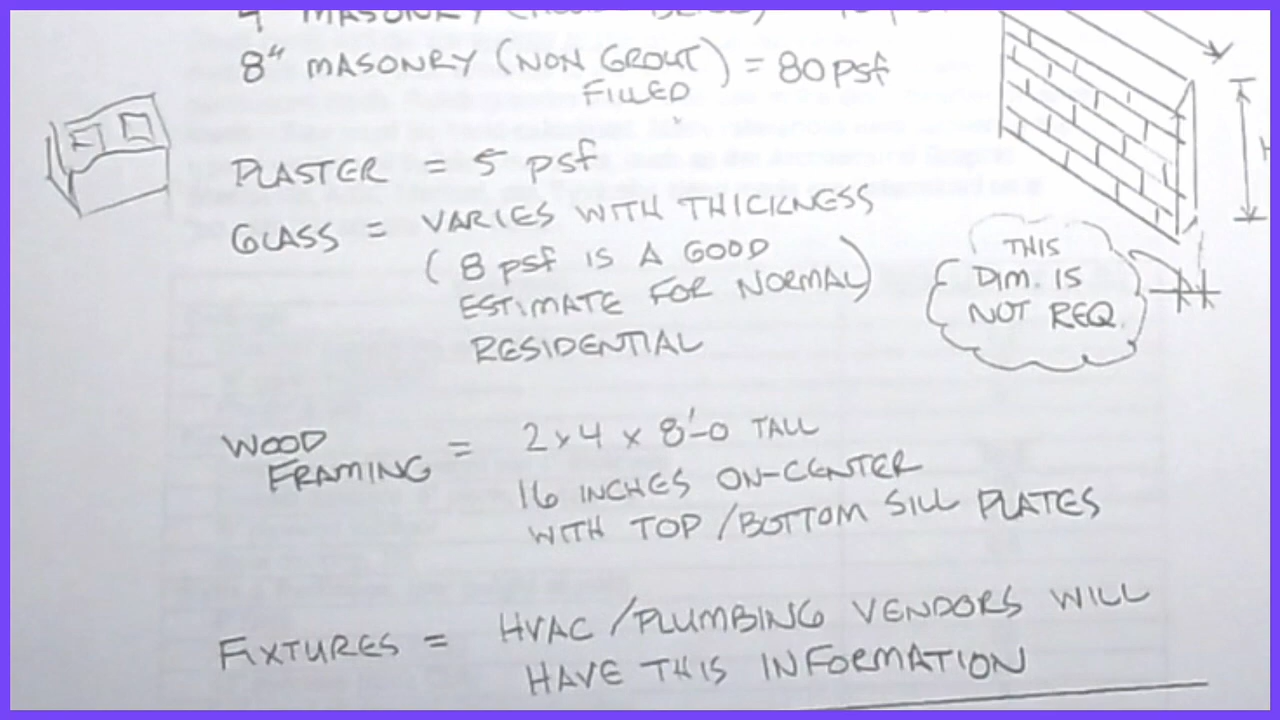 4" MASONRY
8" MASONRY (NON GROUT) = 80 psf
FILLED
PLASTER = 5 psf
GLASS = VARIES WITH THICKNESS
(8 psf IS A GOOD
ESTIMATE FOR NORMAL)
RESIDENTIAL
THIS
DIM. IS
NOT REQ.
H
WOOD
FRAMING = 2x4 x 8'-0 TALL
16 INCHES ON-CENTER
WITH TOP/BOTTOM SILL PLATES
FIXTURES = HVAC/PLUMBING VENDORS WILL
HAVE THIS INFORMATION